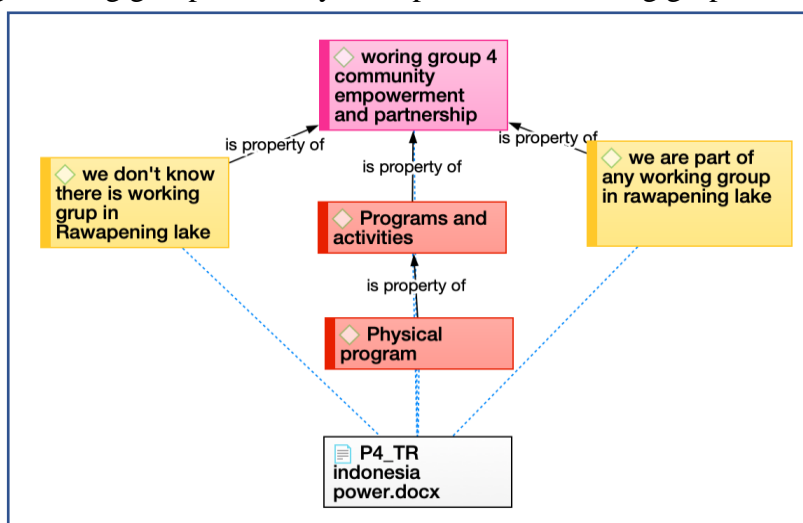 woring group 4
community
empowerment
and partnership
is property of
is property of
is property of
we don't know
there is working
grup in
Rawapening lake
we are part of
any working group
in rawapening lake
Programs and
activities
is property of
Physical
program
P4_TR
indonesia
power.docx